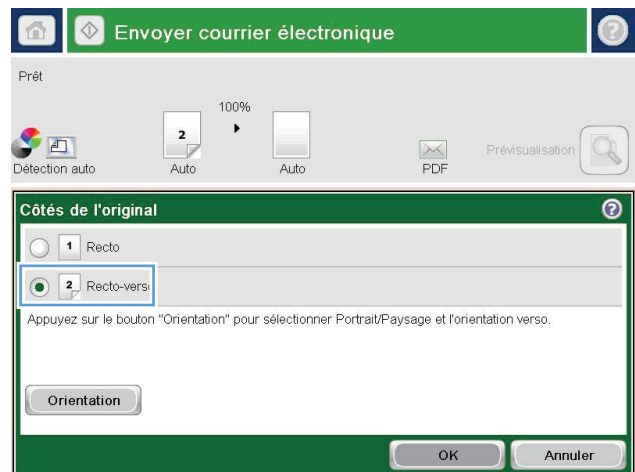 Envoyer courrier électronique
Prêt
100%
2
Détection auto
Auto
Auto
PDF
Prévisualisation
Côtés de l'original
1 Recto
2 Recto-vers
Appuyez sur le bouton "Orientation" pour sélectionner Portrait/Paysage et l'orientation verso.
Orientation
OK
Annuler